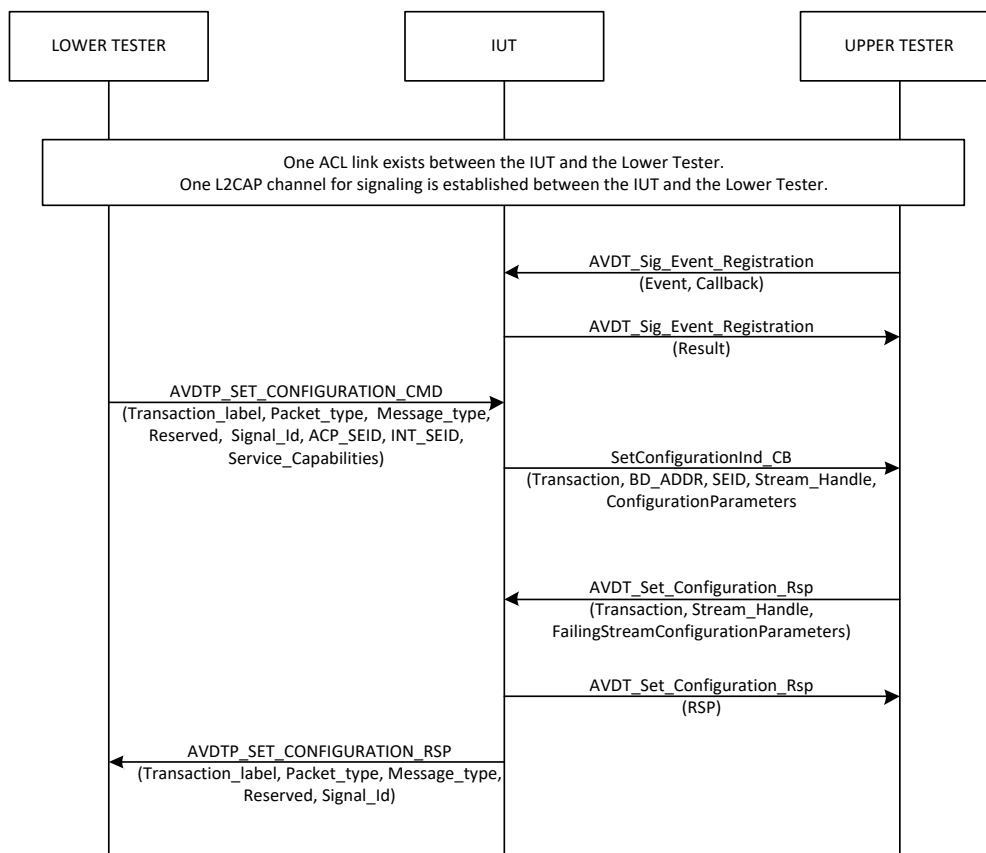 LOWER TESTER
IUT
UPPER TESTER
One ACL link exists between the IUT and the Lower Tester.
One L2CAP channel for signaling is established between the IUT and the Lower Tester.
AVDT_Sig_Event_Registration
(Event, Callback)
AVDT_Sig_Event_Registration
(Result)
AVDTP_SET_CONFIGURATION_CMD
(Transaction_label, Packet_type,  Message_type,
Reserved,  Signal_Id, ACP_SEID, INT_SEID,
Service_Capabilities)
SetConfigurationInd_CB
(Transaction, BD_ADDR, SEID, Stream_Handle,
ConfigurationParameters
AVDT_Set_Configuration_Rsp
(Transaction, Stream_Handle,
FailingStreamConfigurationParameters)
AVDT_Set_Configuration_Rsp
(RSP)
AVDTP_SET_CONFIGURATION_RSP
(Transaction_label, Packet_type, Message_type,
Reserved, Signal_Id)